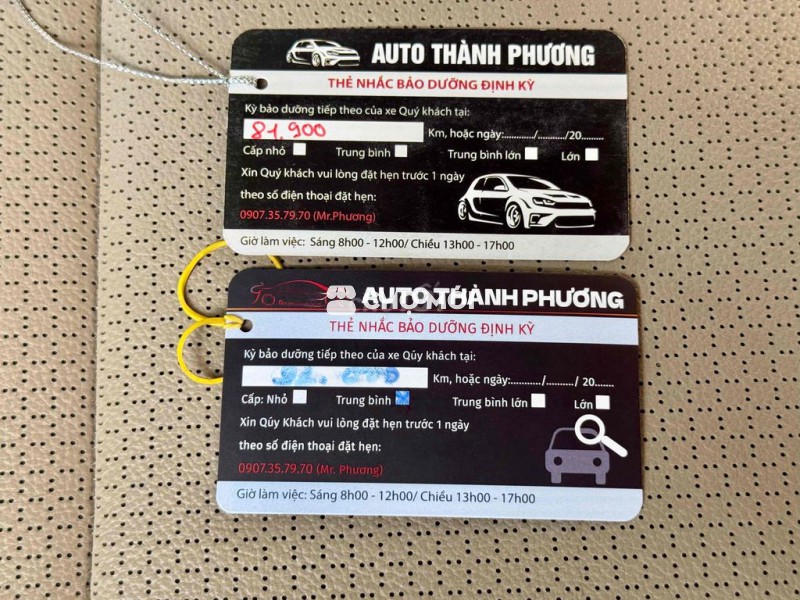 AUTO THÀNH PHƯƠNG
THẺ NHẮC BẢO DƯỠNG ĐỊNH KỲ
Kỳ bảo dưỡng tiếp theo của xe Quý khách tại:
81,900 Km, hoặc ngày:............/.........../20........
Cấp nhỏ Trung bình Trung bình lớn Lớn
Xin Quý khách vui lòng đặt hẹn trước 1 ngày
theo số điện thoại đặt hẹn:
0907.35.79.70 (Mr.Phương)
Giờ làm việc: Sáng 8h00 - 12h00/ Chiều 13h00 - 17h00
AUTO THÀNH PHƯƠNG
CHỢ TỐT
THẺ NHẮC BẢO DƯỠNG ĐỊNH KỲ
Kỳ bảo dưỡng tiếp theo của xe Qúy khách tại:
Km, hoặc ngày:............/.........../ 20.......
Cấp: Nhỏ Trung bình Trung bình lớn Lớn
Xin Qúy Khách vui lòng đặt hẹn trước 1 ngày
theo số điện thoại đặt hẹn:
0907.35.79.70 (Mr. Phương)
Giờ làm việc: Sáng 8h00 - 12h00/ Chiều 13h00 - 17h00